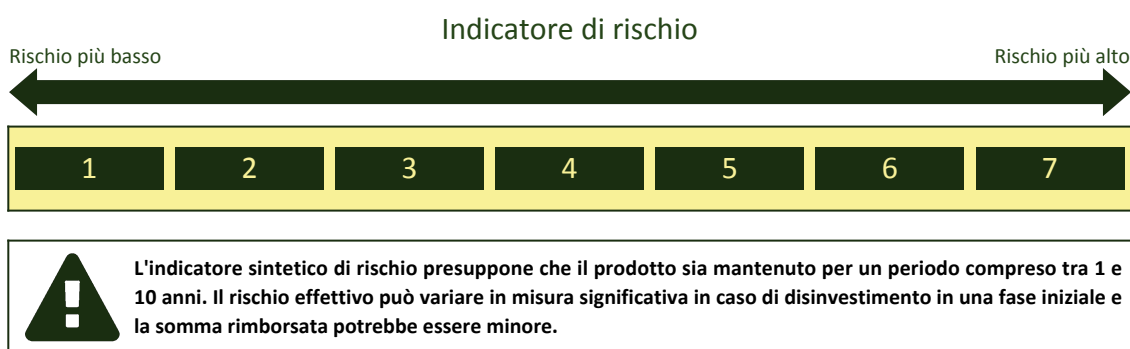 Indicatore di rischio
Rischio più basso
Rischio più alto
1 2 3 4 5 6 7
L'indicatore sintetico di rischio presuppone che il prodotto sia mantenuto per un periodo compreso tra 1 e
10 anni. Il rischio effettivo può variare in misura significativa in caso di disinvestimento in una fase iniziale e
la somma rimborsata potrebbe essere minore.